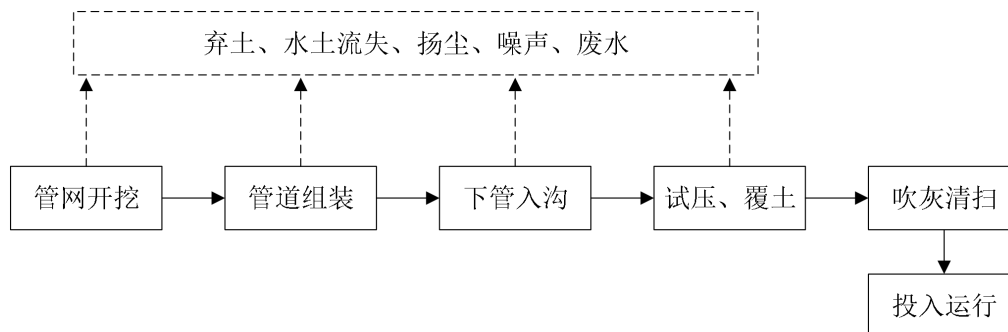 弃土、水土流失、扬尘、噪声、废水
管网开挖
管道组装
下管入沟
试压、覆土
吹灰清扫
投入运行